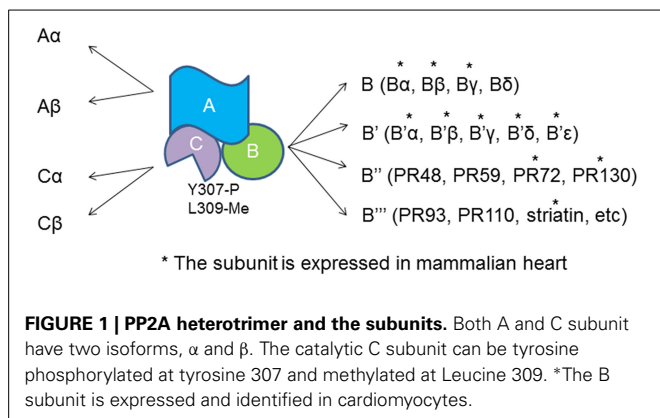 Aα
Aβ
Cα
Cβ
A
C
B
Y307-P
L309-Me
* * *
B (Bα, Bβ, Bγ, Bδ)
* * * * *
B' (B'α, B'β, B'γ, B'δ, B'ε)
* *
B'' (PR48, PR59, PR72, PR130)
*
B''' (PR93, PR110, striatin, etc)
* The subunit is expressed in mammalian heart
FIGURE 1 | PP2A heterotrimer and the subunits. Both A and C subunit
have two isoforms, α and β. The catalytic C subunit can be tyrosine
phosphorylated at tyrosine 307 and methylated at Leucine 309. *The B
subunit is expressed and identified in cardiomyocytes.